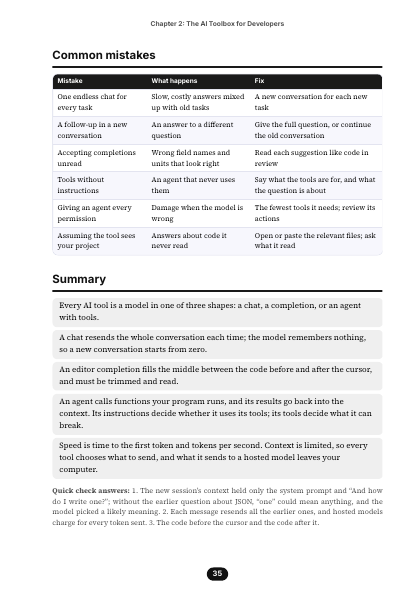 Chapter 2: The AI Toolbox for Developers
Common mistakes
Mistake What happens Fix
One endless chat for Slow, costly answers mixed A new conversation for each new
every task up with old tasks task
A follow-up in a new An answer to a different Give the full question, or continue
conversation question the old conversation
Accepting completions Wrong field names and Read each suggestion like code in
unread units that look right review
Tools without An agent that never uses Say what the tools are for, and what
instructions them the question is about
Giving an agent every Damage when the model is The fewest tools it needs; review its
permission wrong actions
Assuming the tool sees Answers about code it Open or paste the relevant files; ask
your project never read what it read
Summary
Every AI tool is a model in one of three shapes: a chat, a completion, or an agent
with tools.
A chat resends the whole conversation each time; the model remembers nothing,
so a new conversation starts from zero.
An editor completion fills the middle between the code before and after the cursor,
and must be trimmed and read.
An agent calls functions your program runs, and its results go back into the
context. Its instructions decide whether it uses its tools; its tools decide what it can
break.
Speed is time to the first token and tokens per second. Context is limited, so every
tool chooses what to send, and what it sends to a hosted model leaves your
computer.
Quick check answers: 1. The new session's context held only the system prompt and “And how
do I write one?”; without the earlier question about JSON, “one” could mean anything, and the
model picked a likely meaning. 2. Each message resends all the earlier ones, and hosted models
charge for every token sent. 3. The code before the cursor and the code after it.
35